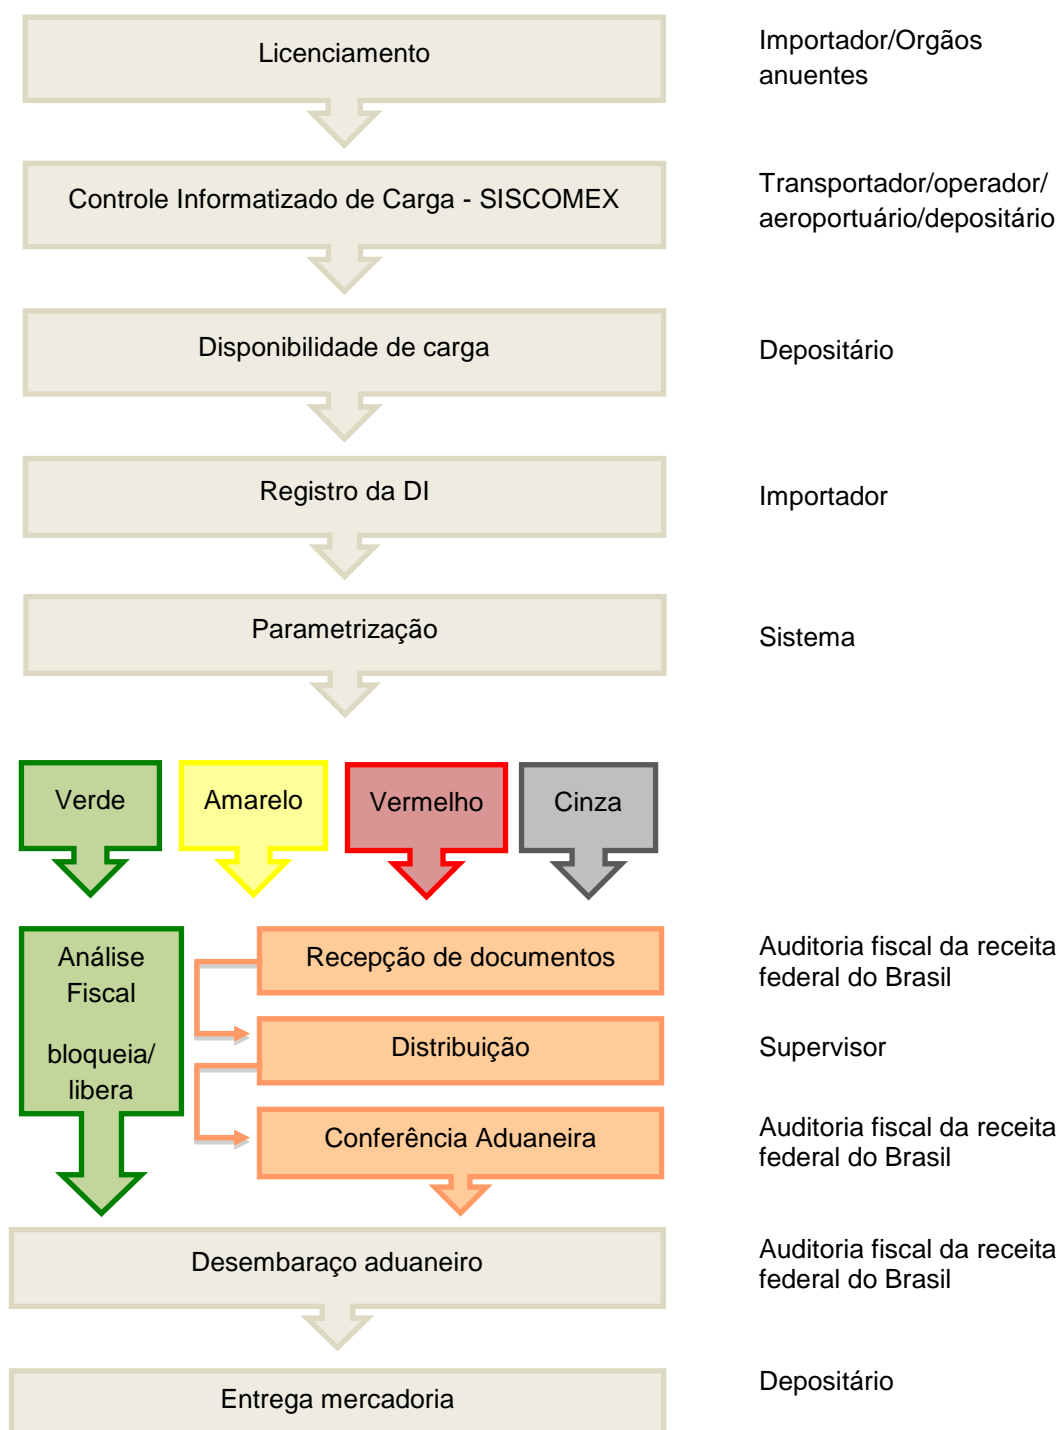 Licenciamento
Importador/Orgãos
anuentes
Controle Informatizado de Carga - SISCOMEX
Transportador/operador/
aeroportuário/depositário
Disponibilidade de carga
Depositário
Registro da DI
Importador
Parametrização
Sistema
Verde
Amarelo
Vermelho
Cinza
Análise
Fiscal
bloqueia/
libera
Recepção de documentos
Auditoria fiscal da receita
federal do Brasil
Distribuição
Supervisor
Conferência Aduaneira
Auditoria fiscal da receita
federal do Brasil
Desembaraço aduaneiro
Auditoria fiscal da receita
federal do Brasil
Entrega mercadoria
Depositário